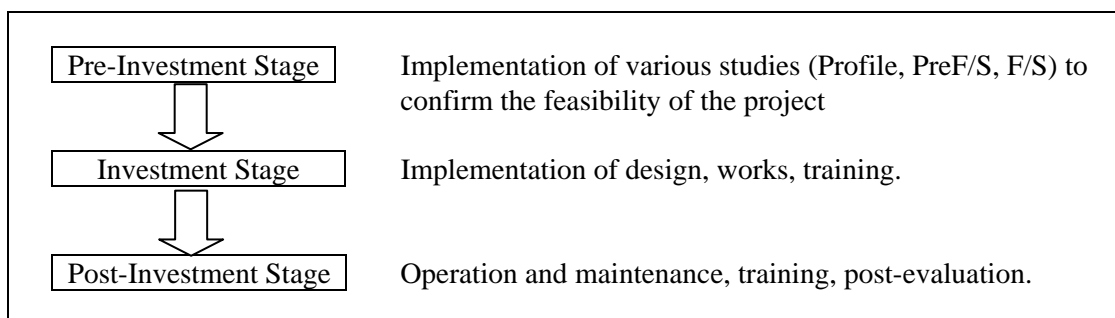 Pre-Investment Stage
Implementation of various studies (Profile, PreF/S, F/S) to
confirm the feasibility of the project
Investment Stage
Implementation of design, works, training.
Post-Investment Stage
Operation and maintenance, training, post-evaluation.